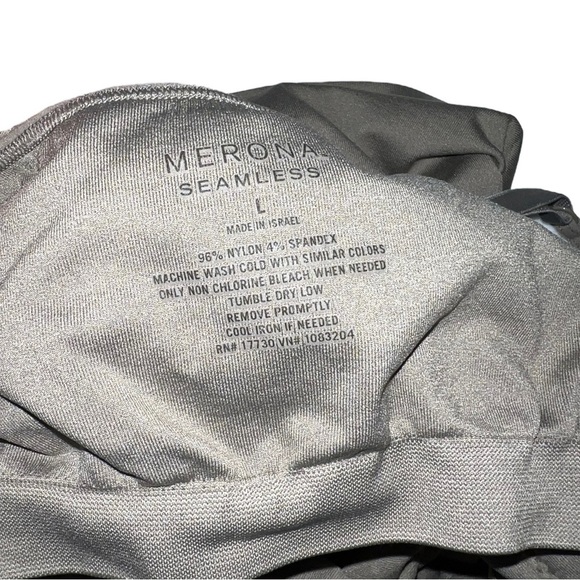 MERONA
SEAMLESS
L
MADE IN ISRAEL
96% NYLON 4% SPANDEX
MACHINE WASH COLD WITH SIMILAR COLORS
ONLY NON CHLORINE BLEACH WHEN NEEDED
TUMBLE DRY LOW
REMOVE PROMPTLY
COOL IRON IF NEEDED
RN# 17730 VN# 1083204